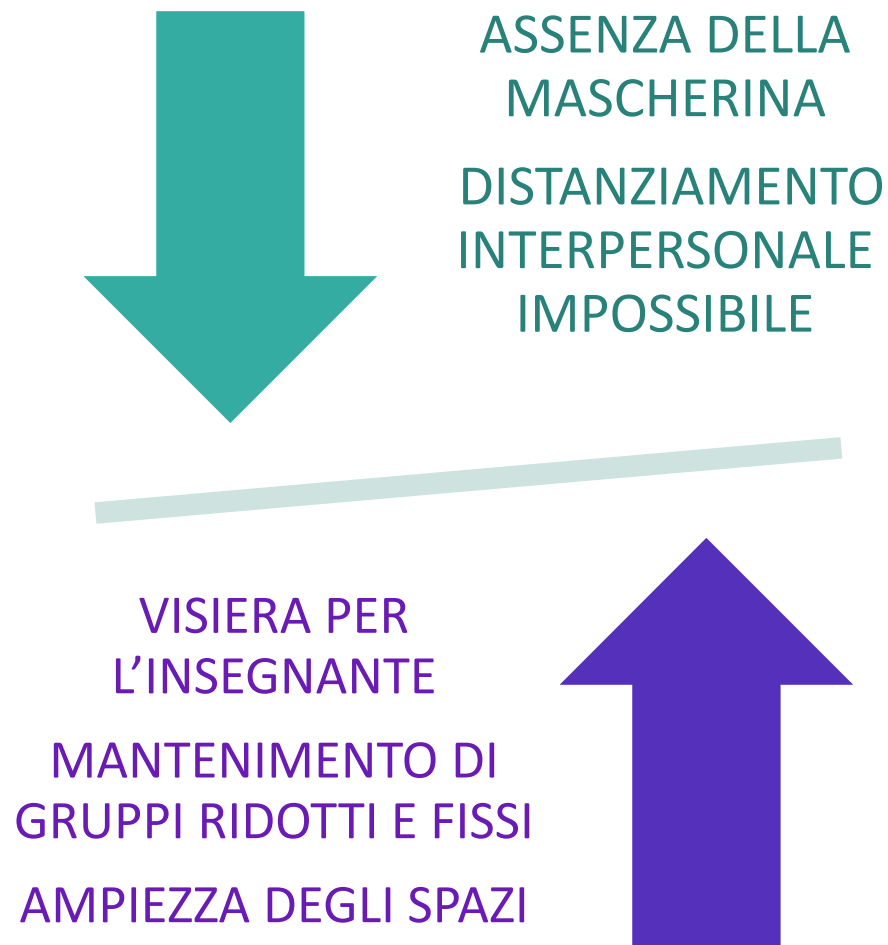 ASSENZA DELLA
MASCHERINA
DISTANZIAMENTO
INTERPERSONALE
IMPOSSIBILE
VISIERA PER
L’INSEGNANTE
MANTENIMENTO DI
GRUPPI RIDOTTI E FISSI
AMPIEZZA DEGLI SPAZI